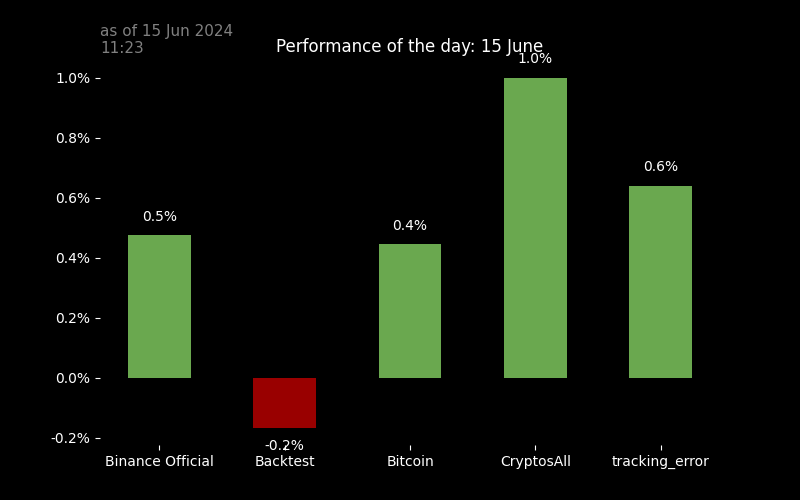 as of 15 Jun 2024
11:23
Performance of the day: 15 June
1.0%
1.0%
0.8%
0.6%
0.6%
0.5%
0.4%
0.4%
0.2%
0.0%
-0.2%
-0.2%
Binance Official
Backtest
Bitcoin
CryptosAll
tracking_error